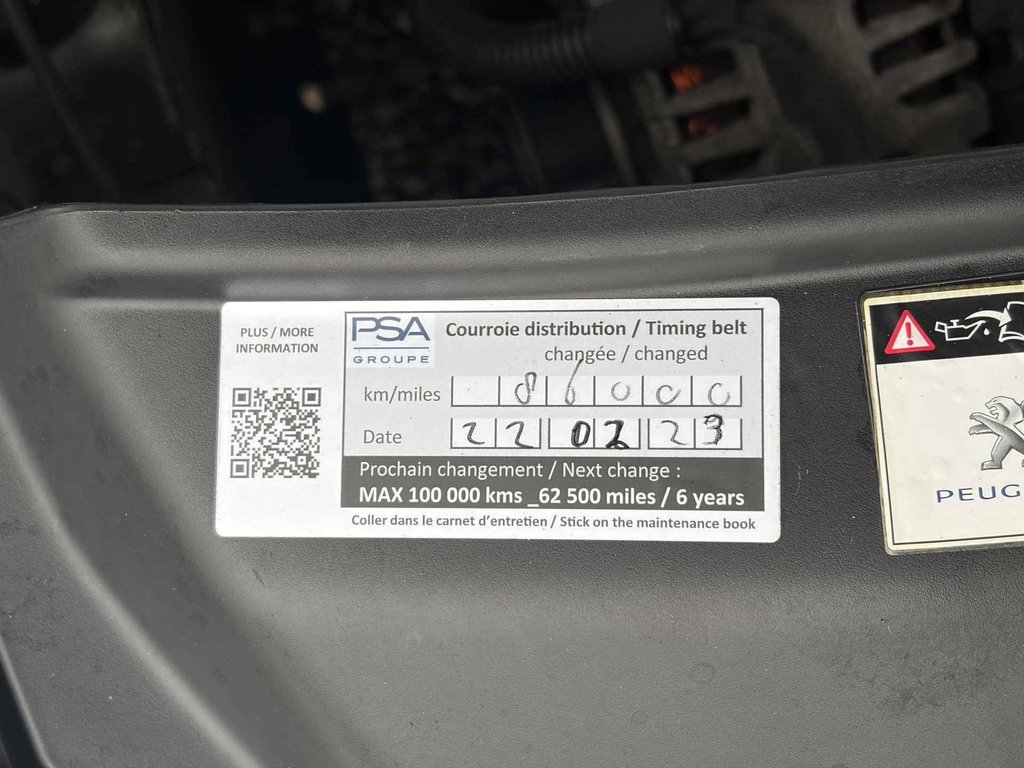 PLUS / MORE
INFORMATION
PSA
GROUPE
Courroie distribution / Timing belt
changée / changed
km/miles 86000
Date 22 02 23
Prochain changement / Next change :
MAX 100 000 kms _62 500 miles / 6 years
Coller dans le carnet d'entretien / Stick on the maintenance book
PEUG